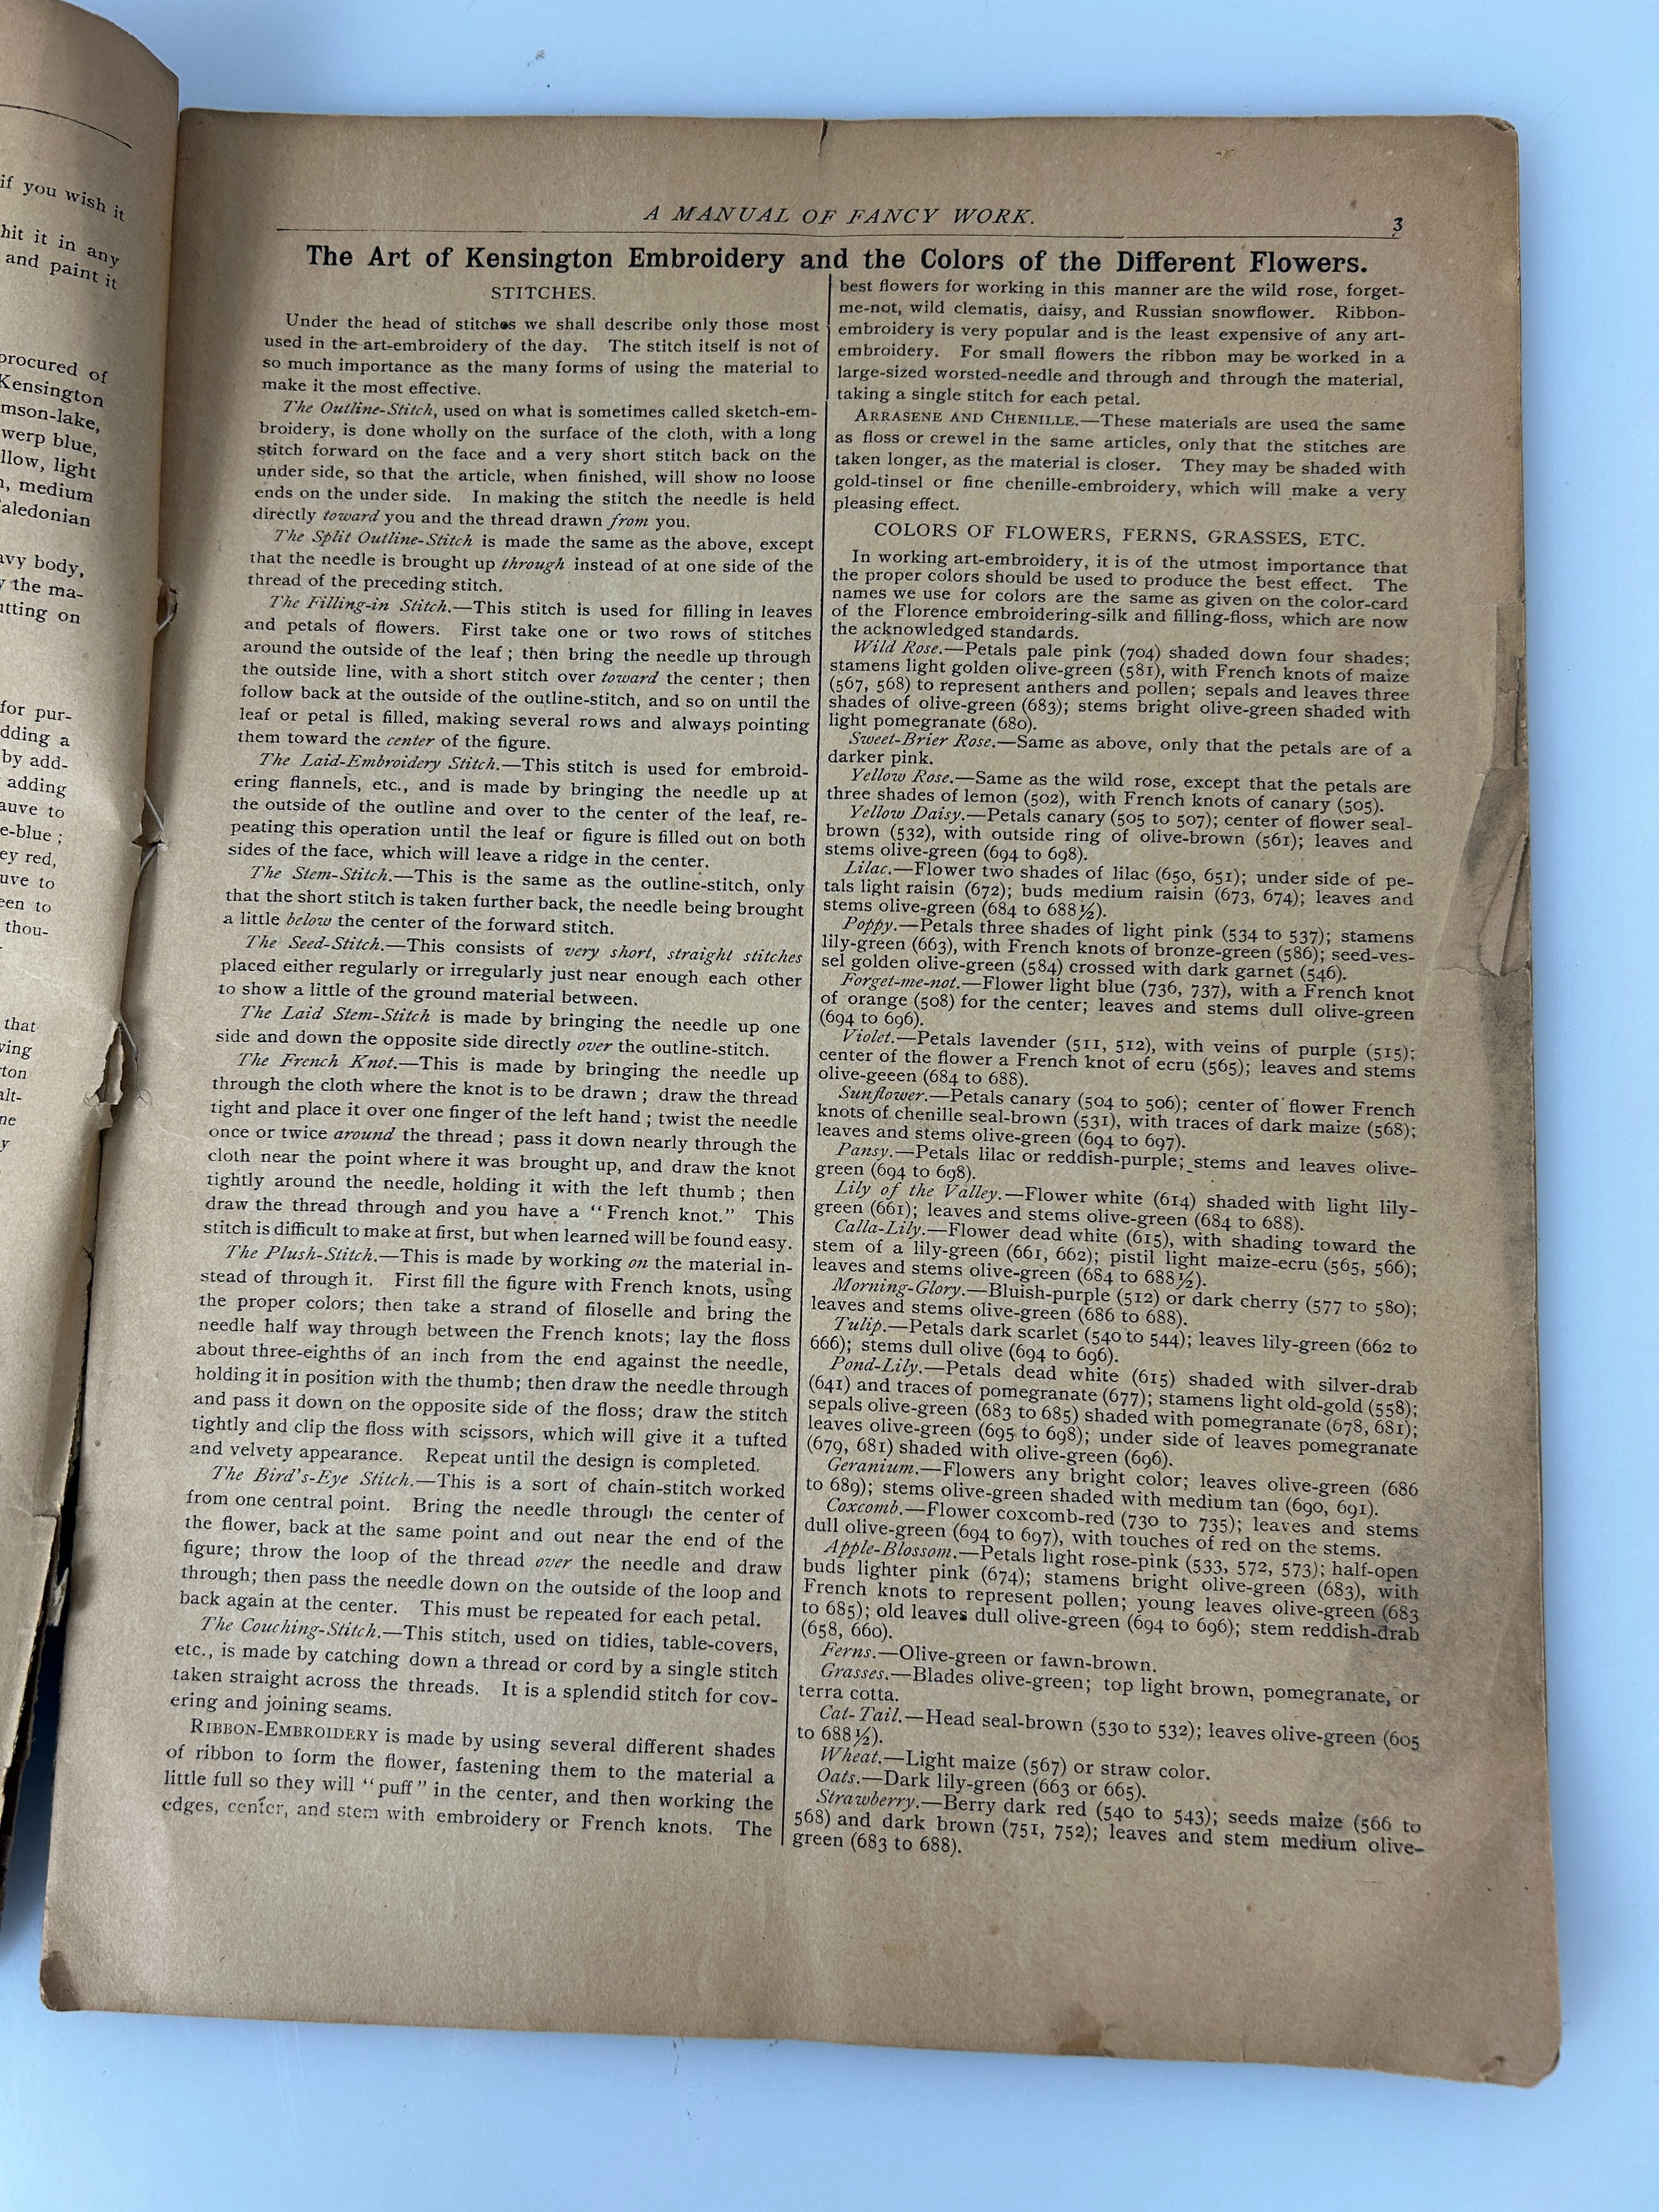 if you wish it
hit it in any
and paint it
procured of
Kensington
mson-lake,
werp blue,
llow, light
n, medium
aledonian
avy body,
y the ma-
utting on
for pur-
dding a
by add-
adding
auve to
e-blue ;
ey red,
uve to
een to
thou-
that
ving
ton
alt-
ne
y
A MANUAL OF FANCY WORK.
3
The Art of Kensington Embroidery and the Colors of the Different Flowers.
STITCHES.
Under the head of stitches we shall describe only those most
used in the art-embroidery of the day. The stitch itself is not of
so much importance as the many forms of using the material to
make it the most effective.
The Outline-Stitch, used on what is sometimes called sketch-em-
broidery, is done wholly on the surface of the cloth, with a long
stitch forward on the face and a very short stitch back on the
under side, so that the article, when finished, will show no loose
ends on the under side. In making the stitch the needle is held
directly toward you and the thread drawn from you.
The Split Outline-Stitch is made the same as the above, except
that the needle is brought up through instead of at one side of the
thread of the preceding stitch.
The Filling-in Stitch.—This stitch is used for filling in leaves
and petals of flowers. First take one or two rows of stitches
around the outside of the leaf ; then bring the needle up through
the outside line, with a short stitch over toward the center ; then
follow back at the outside of the outline-stitch, and so on until the
leaf or petal is filled, making several rows and always pointing
them toward the center of the figure.
The Laid-Embroidery Stitch.—This stitch is used for embroid-
ering flannels, etc., and is made by bringing the needle up at
the outside of the outline and over to the center of the leaf, re-
peating this operation until the leaf or figure is filled out on both
sides of the face, which will leave a ridge in the center.
The Stem-Stitch.—This is the same as the outline-stitch, only
that the short stitch is taken further back, the needle being brought
a little below the center of the forward stitch.
The Seed-Stitch.—This consists of very short, straight stitches
placed either regularly or irregularly just near enough each other
to show a little of the ground material between.
The Laid Stem-Stitch is made by bringing the needle up one
side and down the opposite side directly over the outline-stitch.
The French Knot.—This is made by bringing the needle up
through the cloth where the knot is to be drawn ; draw the thread
tight and place it over one finger of the left hand ; twist the needle
once or twice around the thread ; pass it down nearly through the
cloth near the point where it was brought up, and draw the knot
tightly around the needle, holding it with the left thumb ; then
draw the thread through and you have a "French knot." This
stitch is difficult to make at first, but when learned will be found easy.
The Plush-Stitch.—This is made by working on the material in-
stead of through it. First fill the figure with French knots, using
the proper colors; then take a strand of filoselle and bring the
needle half way through between the French knots; lay the floss
about three-eighths of an inch from the end against the needle,
holding it in position with the thumb; then draw the needle through
and pass it down on the opposite side of the floss; draw the stitch
tightly and clip the floss with scissors, which will give it a tufted
and velvety appearance. Repeat until the design is completed.
The Bird's-Eye Stitch.—This is a sort of chain-stitch worked
from one central point. Bring the needle through the center of
the flower, back at the same point and out near the end of the
figure; throw the loop of the thread over the needle and draw
through; then pass the needle down on the outside of the loop and
back again at the center. This must be repeated for each petal.
The Couching-Stitch.—This stitch, used on tidies, table-covers,
etc., is made by catching down a thread or cord by a single stitch
taken straight across the threads. It is a splendid stitch for cov-
ering and joining seams.
RIBBON-EMBROIDERY is made by using several different shades
of ribbon to form the flower, fastening them to the material a
little full so they will "puff" in the center, and then working the
edges, center, and stem with embroidery or French knots. The
best flowers for working in this manner are the wild rose, forget-
me-not, wild clematis, daisy, and Russian snowflower. Ribbon-
embroidery is very popular and is the least expensive of any art-
embroidery. For small flowers the ribbon may be worked in a
large-sized worsted-needle and through and through the material,
taking a single stitch for each petal.
ARRASENE AND CHENILLE.—These materials are used the same
as floss or crewel in the same articles, only that the stitches are
taken longer, as the material is closer. They may be shaded with
gold-tinsel or fine chenille-embroidery, which will make a very
pleasing effect.
COLORS OF FLOWERS, FERNS, GRASSES, ETC.
In working art-embroidery, it is of the utmost importance that
the proper colors should be used to produce the best effect. The
names we use for colors are the same as given on the color-card
of the Florence embroidering-silk and filling-floss, which are now
the acknowledged standards.
Wild Rose.—Petals pale pink (704) shaded down four shades;
stamens light golden olive-green (581), with French knots of maize
(567, 568) to represent anthers and pollen; sepals and leaves three
shades of olive-green (683); stems bright olive-green shaded with
light pomegranate (680).
Sweet-Brier Rose.—Same as above, only that the petals are of a
darker pink.
Yellow Rose.—Same as the wild rose, except that the petals are
three shades of lemon (502), with French knots of canary (505).
Yellow Daisy.—Petals canary (505 to 507); center of flower seal-
brown (532), with outside ring of olive-brown (561); leaves and
stems olive-green (694 to 698).
Lilac.—Flower two shades of lilac (650, 651); under side of pe-
tals light raisin (672); buds medium raisin (673, 674); leaves and
stems olive-green (684 to 688½).
Poppy.—Petals three shades of light pink (534 to 537); stamens
lily-green (663), with French knots of bronze-green (586); seed-ves-
sel golden olive-green (584) crossed with dark garnet (546).
Forget-me-not.—Flower light blue (736, 737), with a French knot
of orange (508) for the center; leaves and stems dull olive-green
(694 to 696).
Violet.—Petals lavender (511, 512), with veins of purple (515);
center of the flower a French knot of ecru (565); leaves and stems
olive-geeen (684 to 688).
Sunflower.—Petals canary (504 to 506); center of flower French
knots of chenille seal-brown (531), with traces of dark maize (568);
leaves and stems olive-green (694 to 697).
Pansy.—Petals lilac or reddish-purple; stems and leaves olive-
green (694 to 698).
Lily of the Valley.—Flower white (614) shaded with light lily-
green (661); leaves and stems olive-green (684 to 688).
Calla-Lily.—Flower dead white (615), with shading toward the
stem of a lily-green (661, 662); pistil light maize-ecru (565, 566);
leaves and stems olive-green (684 to 688½).
Morning-Glory.—Bluish-purple (512) or dark cherry (577 to 580);
leaves and stems olive-green (686 to 688).
Tulip.—Petals dark scarlet (540 to 544); leaves lily-green (662 to
666); stems dull olive (694 to 696).
Pond-Lily.—Petals dead white (615) shaded with silver-drab
(641) and traces of pomegranate (677); stamens light old-gold (558);
sepals olive-green (683 to 685) shaded with pomegranate (678, 681);
leaves olive-green (695 to 698); under side of leaves pomegranate
(679, 681) shaded with olive-green (696).
Geranium.—Flowers any bright color; leaves olive-green (686
to 689); stems olive-green shaded with medium tan (690, 691).
Coxcomb.—Flower coxcomb-red (730 to 735); leaves and stems
dull olive-green (694 to 697), with touches of red on the stems.
Apple-Blossom.—Petals light rose-pink (533, 572, 573); half-open
buds lighter pink (674); stamens bright olive-green (683), with
French knots to represent pollen; young leaves olive-green (683
to 685); old leaves dull olive-green (694 to 696); stem reddish-drab
(658, 660).
Ferns.—Olive-green or fawn-brown.
Grasses.—Blades olive-green; top light brown, pomegranate, or
terra cotta.
Cat-Tail.—Head seal-brown (530 to 532); leaves olive-green (605
to 688½).
Wheat.—Light maize (567) or straw color.
Oats.—Dark lily-green (663 or 665).
Strawberry.—Berry dark red (540 to 543); seeds maize (566 to
568) and dark brown (751, 752); leaves and stem medium olive-
green (683 to 688).